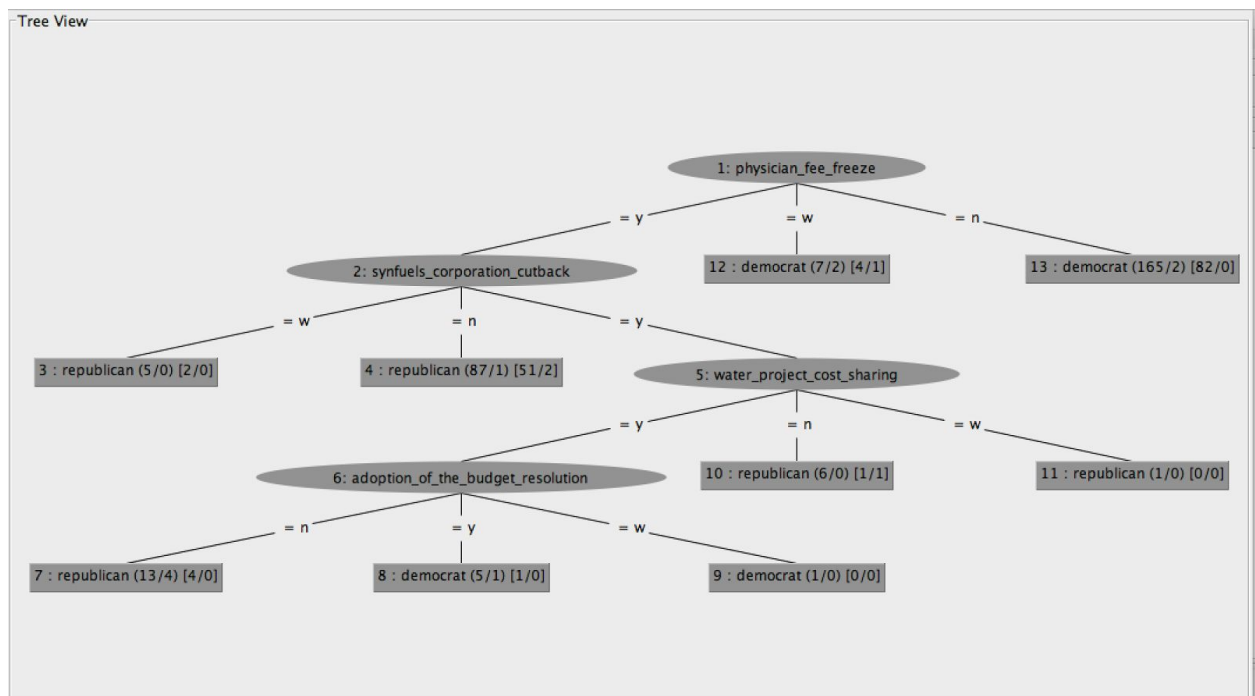 Tree View
1: physician_fee_freeze
= y
= w
= n
2: synfuels_corporation_cutback
12 : democrat (7/2) [4/1]
13 : democrat (165/2) [82/0]
= w
= n
= y
3 : republican (5/0) [2/0]
4 : republican (87/1) [51/2]
5: water_project_cost_sharing
= y
= n
= w
6: adoption_of_the_budget_resolution
10 : republican (6/0) [1/1]
11 : republican (1/0) [0/0]
= n
= y
= w
7 : republican (13/4) [4/0]
8 : democrat (5/1) [1/0]
9 : democrat (1/0) [0/0]